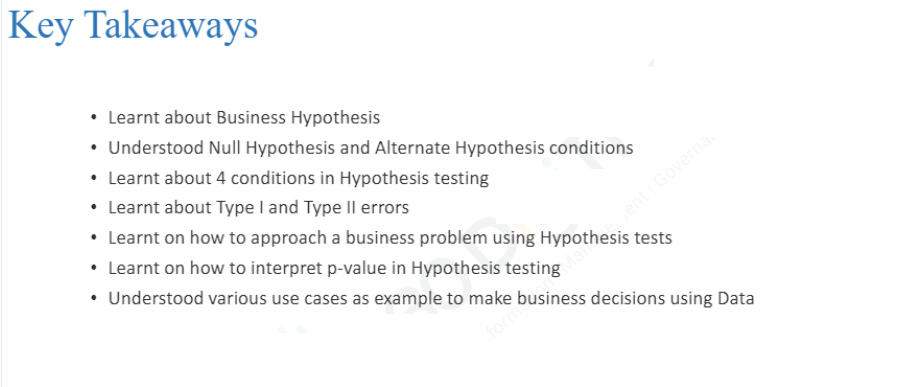 Key Takeaways
• Learnt about Business Hypothesis
• Understood Null Hypothesis and Alternate Hypothesis conditions
• Learnt about 4 conditions in Hypothesis testing
• Learnt about Type I and Type II errors
• Learnt on how to approach a business problem using Hypothesis tests
• Learnt on how to interpret p-value in Hypothesis testing
• Understood various use cases as example to make business decisions using Data